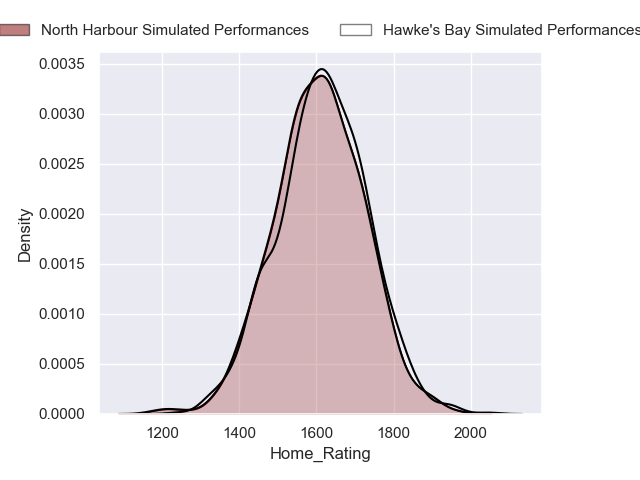 North Harbour Simulated Performances
Hawke's Bay Simulated Performances
0.0035
0.0030
0.0025
0.0020
0.0015
0.0010
0.0005
0.0000
Density
1200 1400 1600 1800 2000
Home_Rating